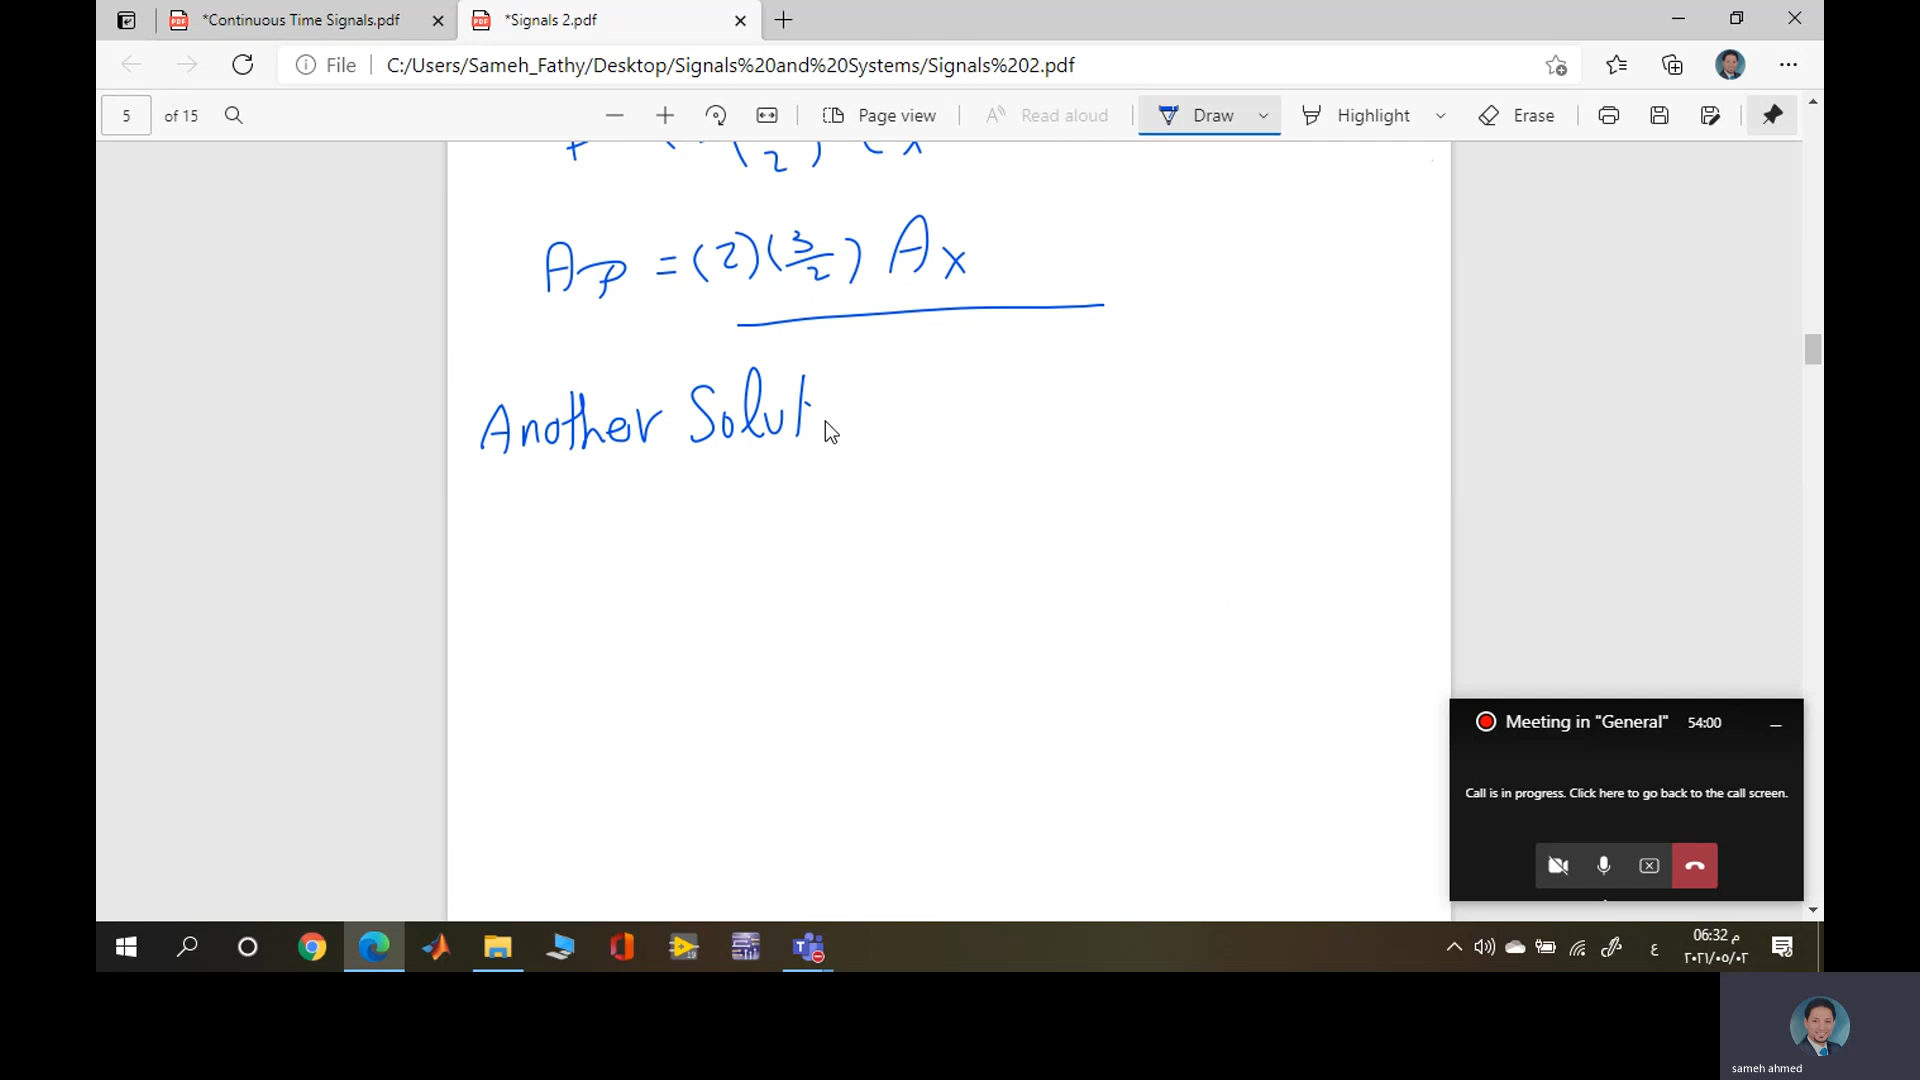 *Continuous Time Signals.pdf
*Signals 2.pdf
File
C:/Users/Sameh_Fathy/Desktop/Signals%20and%20Systems/Signals%202.pdf
5 of 15
Page view
Read aloud
Draw
Highlight
Erase
2
Ap = (2)(3/2) Ax
Another Solut
Meeting in "General" 54:00
Call is in progress. Click here to go back to the call screen.
19
ع
06:32 م
٢٠٢١/٠٥/٠٢
sameh ahmed